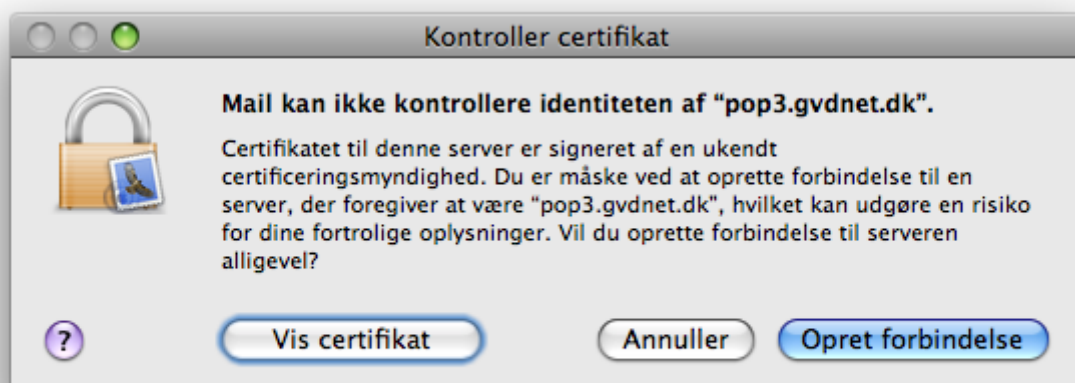 Kontroller certifikat
Mail kan ikke kontrollere identiteten af “pop3.gvdnet.dk”.
Certifikatet til denne server er signeret af en ukendt
certificeringsmyndighed. Du er måske ved at oprette forbindelse til en
server, der foregiver at være “pop3.gvdnet.dk”, hvilket kan udgøre en risiko
for dine fortrolige oplysninger. Vil du oprette forbindelse til serveren
alligevel?
? Vis certifikat Annuller Opret forbindelse